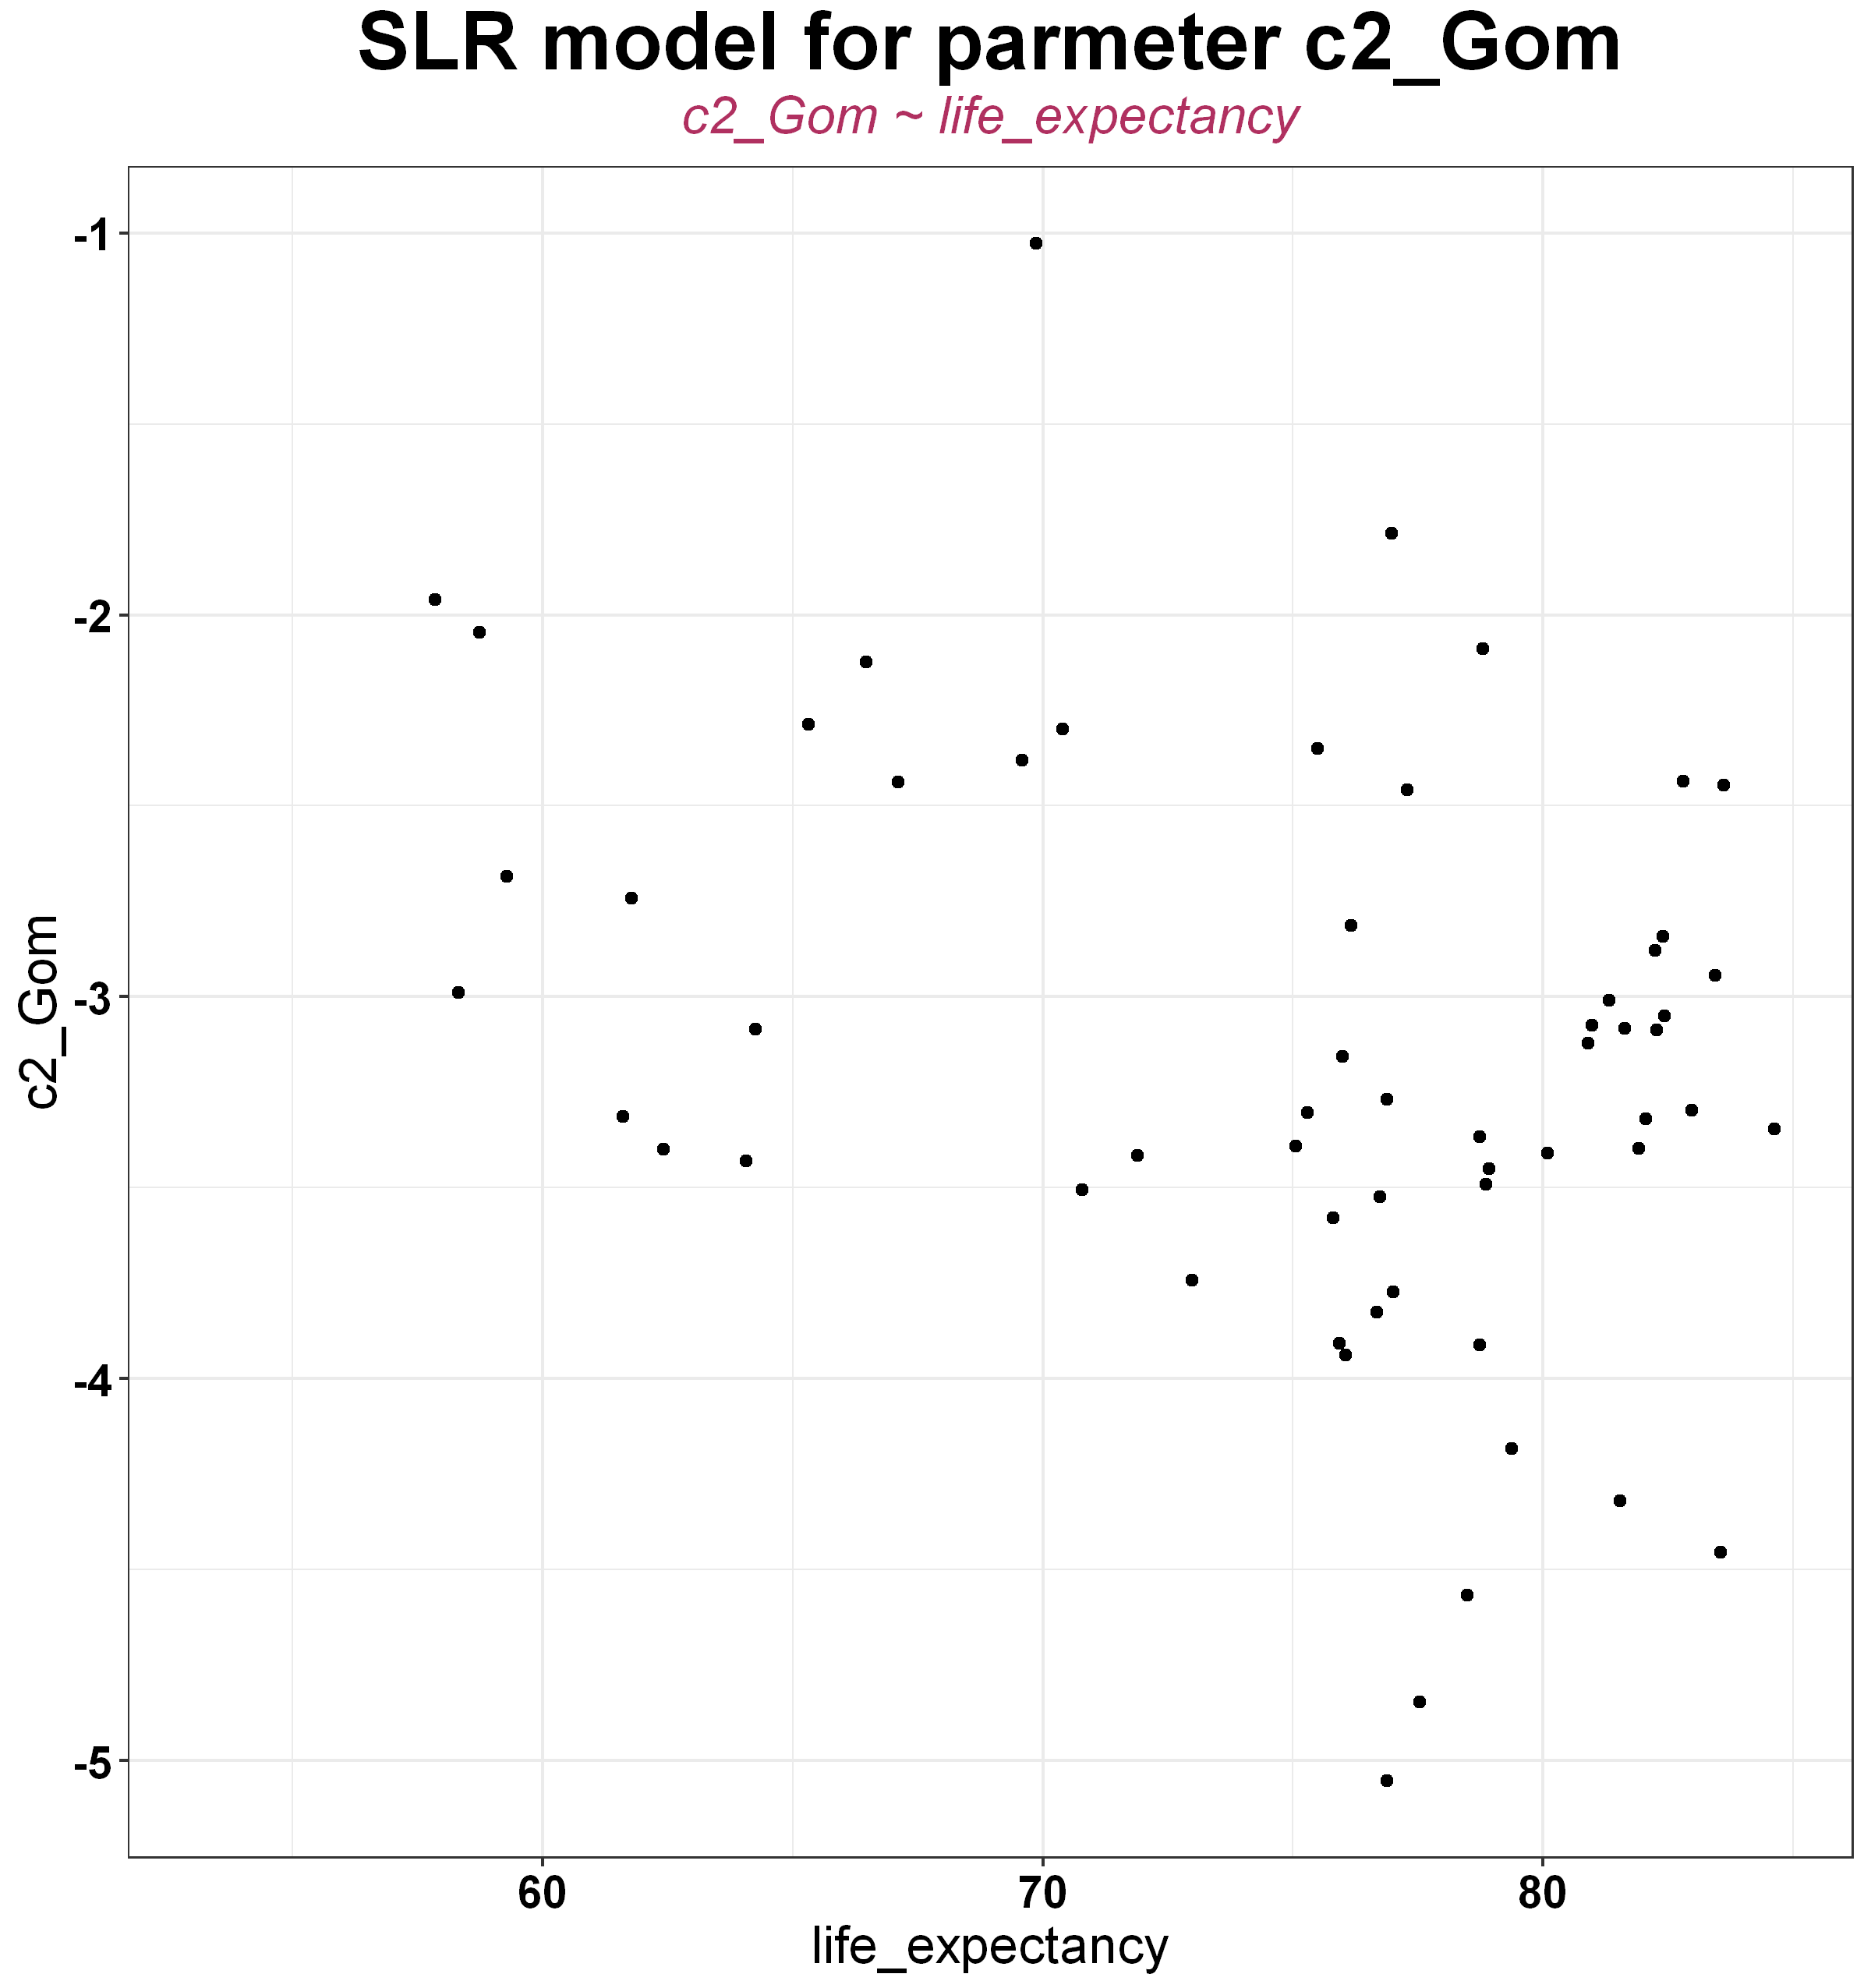 SLR model for parmeter c2_Gom
c2_Gom ~ life_expectancy
-1
-2
-3
-4
-5
c2_Gom
60 70 80
life_expectancy